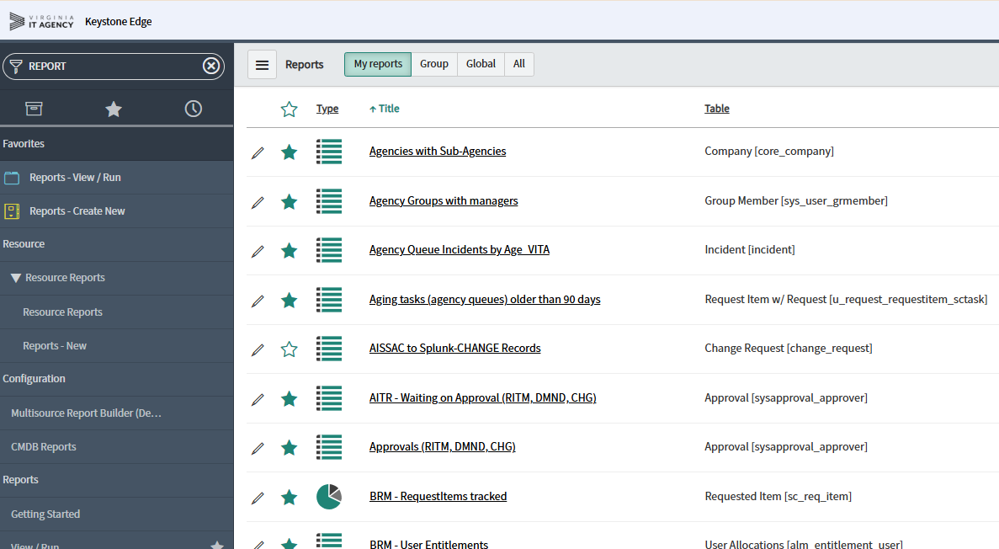 VIRGINIA
IT AGENCY
Keystone Edge
REPORT
Favorites
Reports - View / Run
Reports - Create New
Resource
Resource Reports
Resource Reports
Reports - New
Configuration
Multisource Report Builder (De...
CMDB Reports
Reports
Getting Started
View / Run
Reports
My reports Group Global All
Type Title Table
Agencies with Sub-Agencies Company [core_company]
Agency Groups with managers Group Member [sys_user_grmember]
Agency Queue Incidents by Age_VITA Incident [incident]
Aging tasks (agency queues) older than 90 days Request Item w/ Request [u_request_requestitem_sctask]
AISSAC to Splunk-CHANGE Records Change Request [change_request]
AITR - Waiting on Approval (RITM, DMND, CHG) Approval [sysapproval_approver]
Approvals (RITM, DMND, CHG) Approval [sysapproval_approver]
BRM - RequestItems tracked Requested Item [sc_req_item]
BRM - User Entitlements User Allocations [alm_entitlement_user]